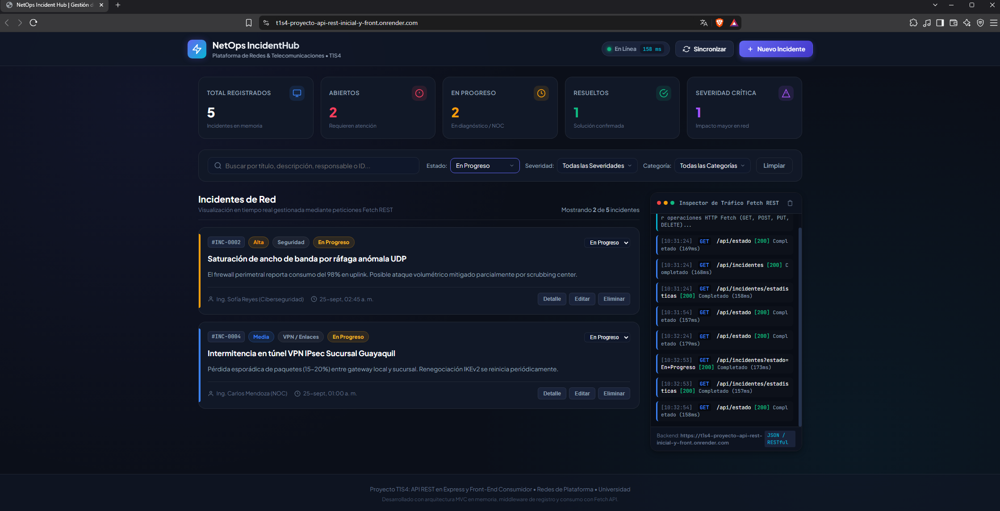 NetOps Incident Hub | Gestión d
t1s4-proyecto-api-rest-inicial-y-front.onrender.com
NetOps IncidentHub
Plataforma de Redes & Telecomunicaciones • T1S4
En Línea 158 ms
Sincronizar
+ Nuevo Incidente
TOTAL REGISTRADOS
5
Incidentes en memoria
ABIERTOS
2
Requieren atención
EN PROGRESO
2
En diagnóstico / NOC
RESUELTOS
1
Solución confirmada
SEVERIDAD CRÍTICA
1
Impacto mayor en red
Buscar por título, descripción, responsable o ID...
Estado: En Progreso
Severidad: Todas las Severidades
Categoría: Todas las Categorías
Limpiar
Incidentes de Red
Visualización en tiempo real gestionada mediante peticiones Fetch REST
Mostrando 2 de 5 incidentes
#INC-0002 Alta Seguridad En Progreso
En Progreso
Saturación de ancho de banda por ráfaga anómala UDP
El firewall perimetral reporta consumo del 98% en uplink. Posible ataque volumétrico mitigado parcialmente por scrubbing center.
Ing. Sofía Reyes (Ciberseguridad) 25-sept, 02:45 a. m.
Detalle Editar Eliminar
#INC-0004 Media VPN / Enlaces En Progreso
En Progreso
Intermitencia en túnel VPN IPsec Sucursal Guayaquil
Pérdida esporádica de paquetes (15-20%) entre gateway local y sucursal. Renegociación IKEv2 se reinicia periódicamente.
Ing. Carlos Mendoza (NOC) 25-sept, 01:00 a. m.
Detalle Editar Eliminar
Inspector de Tráfico Fetch REST
r operaciones HTTP Fetch (GET, POST, PUT,
DELETE)...
[10:31:24] GET /api/estado [200] Compl
etado (169ms)
[10:31:24] GET /api/incidentes [200] C
ompletado (168ms)
[10:31:24] GET /api/incidentes/estadis
ticas [200] Completado (158ms)
[10:31:54] GET /api/estado [200] Compl
etado (157ms)
[10:32:24] GET /api/estado [200] Compl
etado (179ms)
[10:32:53] GET /api/incidentes?estado=
En+Progreso [200] Completado (173ms)
[10:32:53] GET /api/incidentes/estadis
ticas [200] Completado (157ms)
[10:32:54] GET /api/estado [200] Compl
etado (158ms)
Backend: https://t1s4-proyecto-api-rest-
inicial-y-front.onrender.com
JSON /
RESTful
Proyecto T1S4: API REST en Express y Front-End Consumidor • Redes de Plataforma • Universidad
Desarrollado con arquitectura MVC en memoria, middleware de registro y consumo con Fetch API.